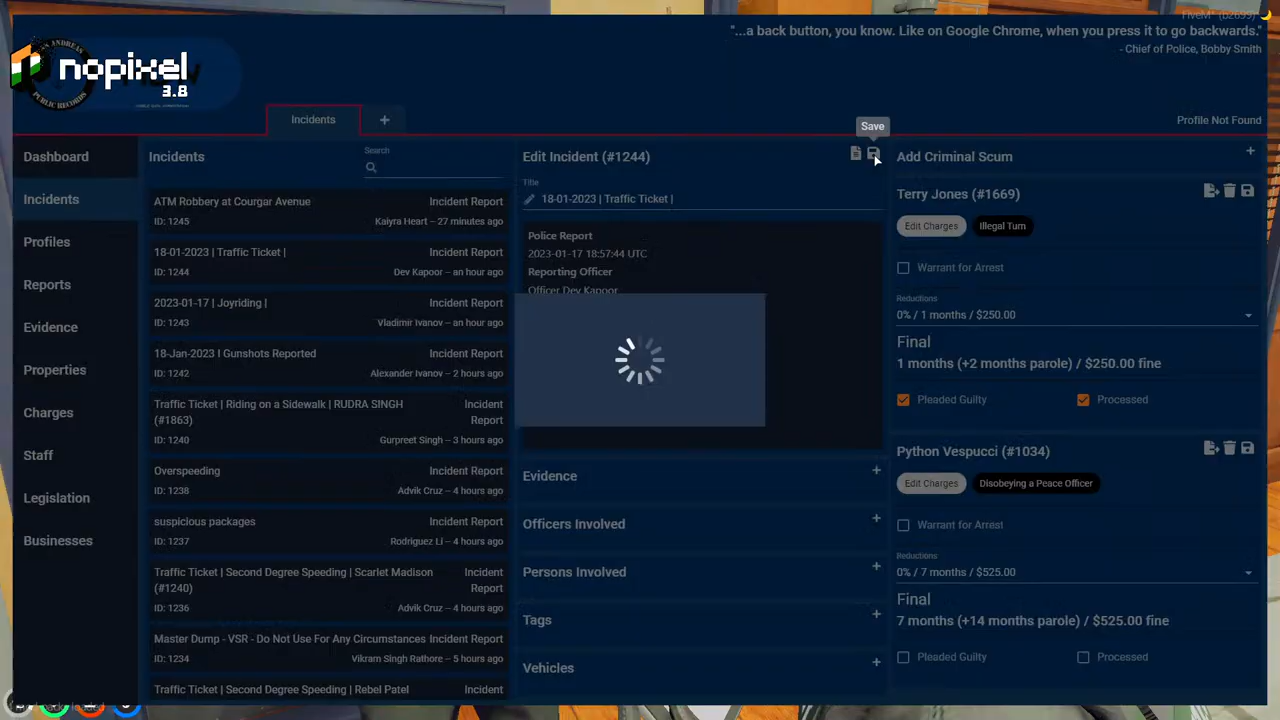 FiveM® (b2699)
"...a back button, you know. Like on Google Chrome, when you press it to go backwards."
- Chief of Police, Bobby Smith
SAN ANDREAS
PUBLIC RECORDS
nopixel
3.8
Incidents
+
Profile Not Found
Save
Dashboard
Incidents
Profiles
Reports
Evidence
Properties
Charges
Staff
Legislation
Businesses
Incidents
Search
ATM Robbery at Courgar Avenue Incident Report
ID: 1245 Kaiyra Heart – 27 minutes ago
18-01-2023 | Traffic Ticket | Incident Report
ID: 1244 Dev Kapoor – an hour ago
2023-01-17 | Joyriding | Incident Report
ID: 1243 Vladimir Ivanov – an hour ago
18-Jan-2023 I Gunshots Reported Incident Report
ID: 1242 Alexander Ivanov – 2 hours ago
Traffic Ticket | Riding on a Sidewalk | RUDRA SINGH Incident
(#1863) Report
ID: 1240 Gurpreet Singh – 3 hours ago
Overspeeding Incident Report
ID: 1238 Advik Cruz – 4 hours ago
suspicious packages Incident Report
ID: 1237 Rodriguez Li – 4 hours ago
Traffic Ticket | Second Degree Speeding | Scarlet Madison Incident
(#1240) Report
ID: 1236 Advik Cruz – 4 hours ago
Master Dump - VSR - Do Not Use For Any Circumstances Incident Report
ID: 1234 Vikram Singh Rathore – 5 hours ago
Traffic Ticket | Second Degree Speeding | Rebel Patel Incident
Edit Incident (#1244)
Title
18-01-2023 | Traffic Ticket |
Police Report
2023-01-17 18:57:44 UTC
Reporting Officer
Officer Dev Kapoor
Evidence +
Officers Involved +
Persons Involved +
Tags +
Vehicles +
Add Criminal Scum +
Terry Jones (#1669)
Edit Charges Illegal Turn
Warrant for Arrest
Reductions
0% / 1 months / $250.00
Final
1 months (+2 months parole) / $250.00 fine
Pleaded Guilty Processed
Python Vespucci (#1034)
Edit Charges Disobeying a Peace Officer
Warrant for Arrest
Reductions
0% / 7 months / $525.00
Final
7 months (+14 months parole) / $525.00 fine
Pleaded Guilty Processed